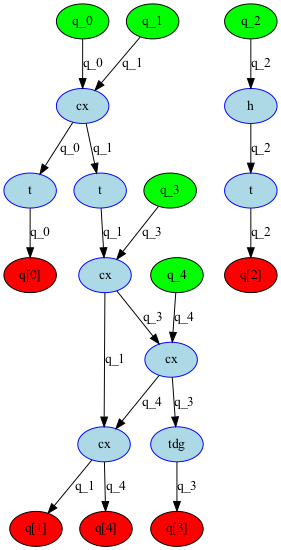 q_0 q_1 q_2
q_0 q_1 q_2
cx h
q_0 q_1 q_2
t t q_3 t
q_0 q_1 q_3 q_2
q[0] cx q_4 q[2]
q_3 q_4
cx
q_1
q_4 q_3
cx tdg
q_1 q_4 q_3
q[1] q[4] q[3]